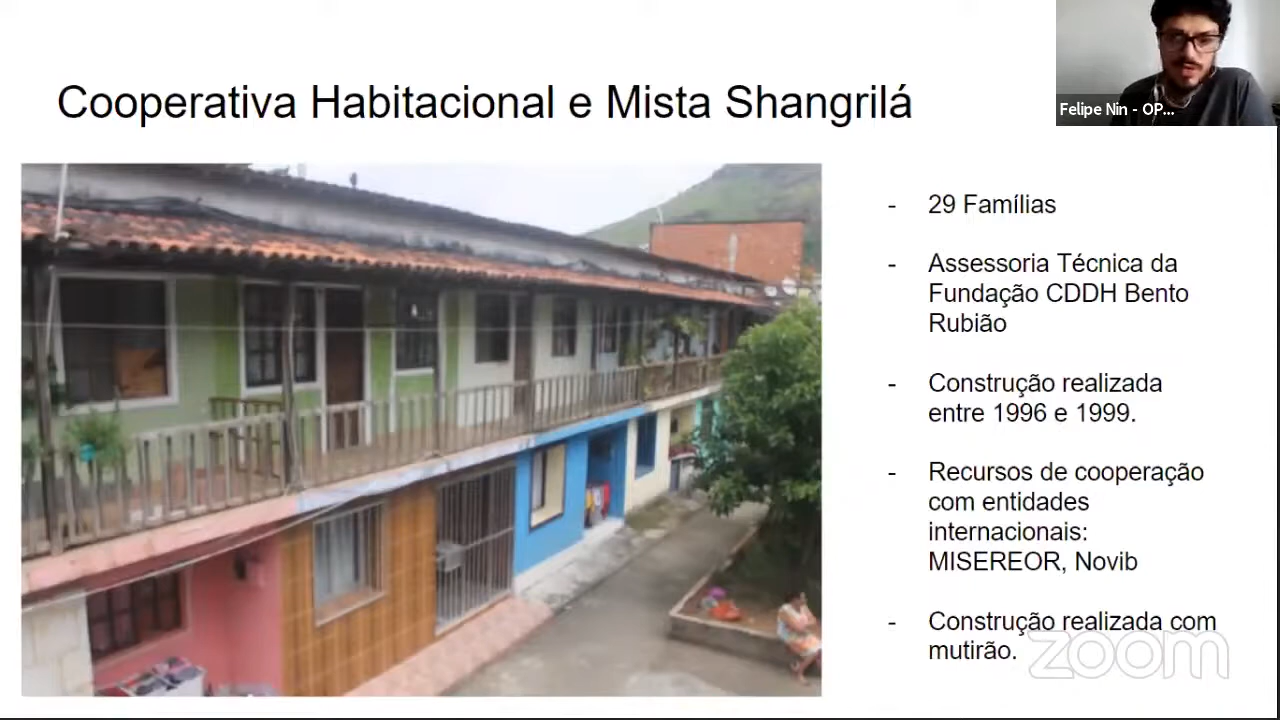 Cooperativa Habitacional e Mista Shangrilá
Felipe Nin - OP...
- 29 Famílias
- Assessoria Técnica da
Fundação CDDH Bento
Rubião
- Construção realizada
entre 1996 e 1999.
- Recursos de cooperação
com entidades
internacionais:
MISEREOR, Novib
- Construção realizada com
mutirão.
zoom